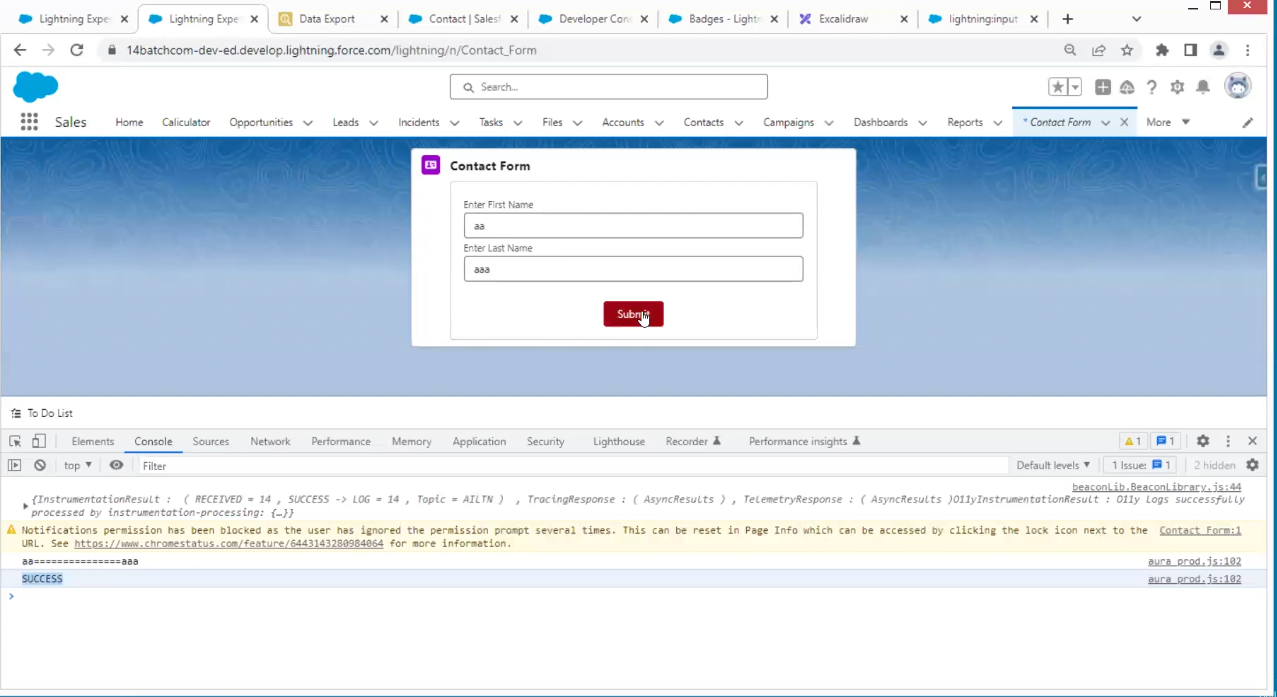 Lightning Expe
Lightning Expe
Data Export
Contact | Salesf
Developer Con
Badges - Lightn
Excalidraw
lightning:input
14batchcom-dev-ed.develop.lightning.force.com/lightning/n/Contact_Form
Search...
Sales
Home
Calculator
Opportunities
Leads
Incidents
Tasks
Files
Accounts
Contacts
Campaigns
Dashboards
Reports
* Contact Form
More
Contact Form
Enter First Name
aa
Enter Last Name
aaa
Submit
To Do List
Elements
Console
Sources
Network
Performance
Memory
Application
Security
Lighthouse
Recorder
Performance insights
1
1
top
Filter
Default levels
1 Issue: 1
2 hidden
beaconLib.BeaconLibrary.js:44
{InstrumentationResult : ( RECEIVED = 14 , SUCCESS -> LOG = 14 , Topic = AILTN ) , TracingResponse : ( AsyncResults ) , TelemetryResponse : ( AsyncResults )O11yInstrumentationResult : O11y Logs successfully
processed by instrumentation-processing: {…}}
Notifications permission has been blocked as the user has ignored the permission prompt several times. This can be reset in Page Info which can be accessed by clicking the lock icon next to the Contact Form:1
URL. See https://www.chromestatus.com/feature/6443143280984064 for more information.
aa===============aaa aura_prod.js:102
SUCCESS aura_prod.js:102